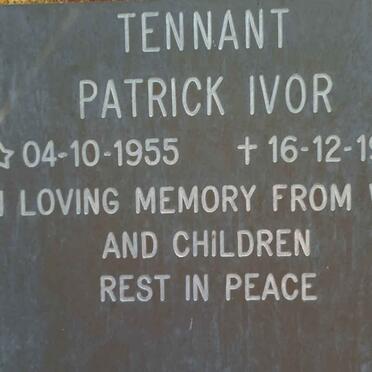 TENNANT
PATRICK IVOR
☆ 04-10-1955 ✝ 16-12-19
LOVING MEMORY FROM
AND CHILDREN
REST IN PEACE